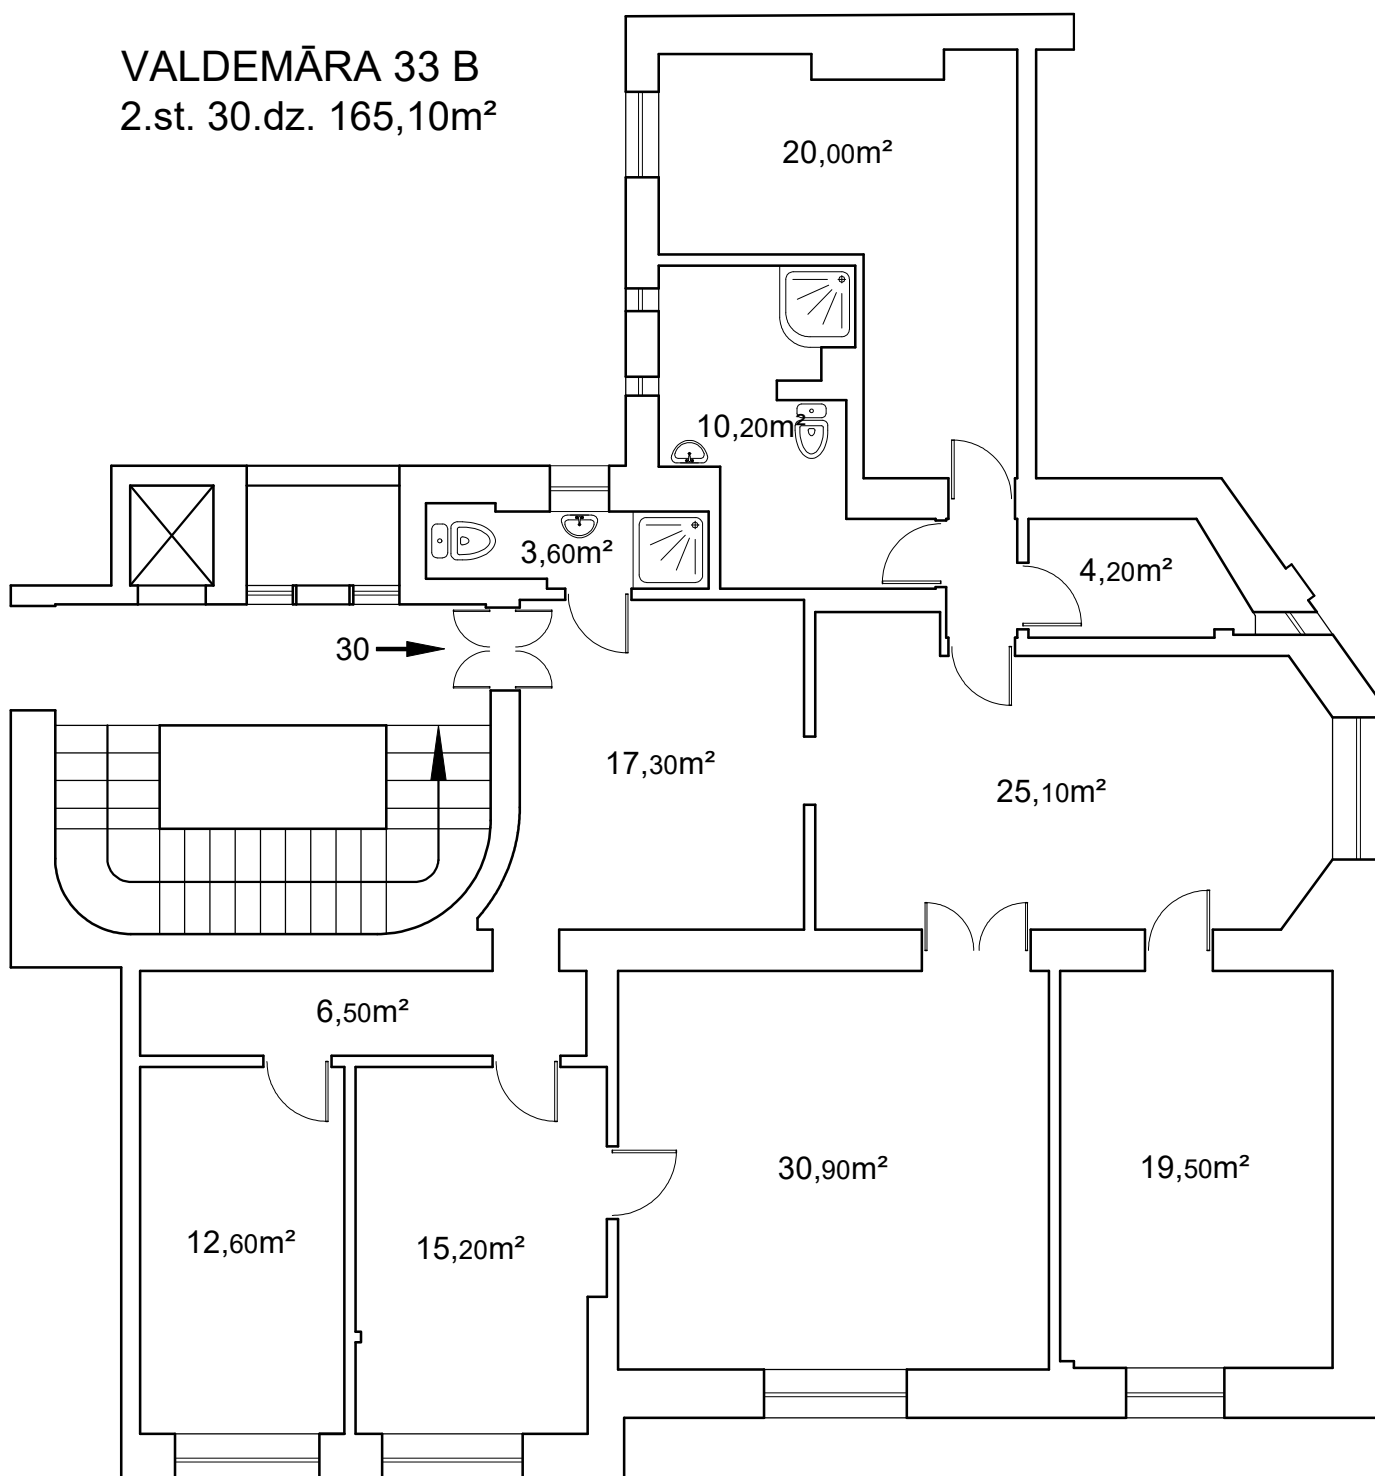 VALDEMĀRA 33 B
2.st. 30.dz. 165,10m²
20,00m²
10,20m²
3,60m²
4,20m²
30
17,30m²
25,10m²
6,50m²
30,90m²
19,50m²
12,60m²
15,20m²